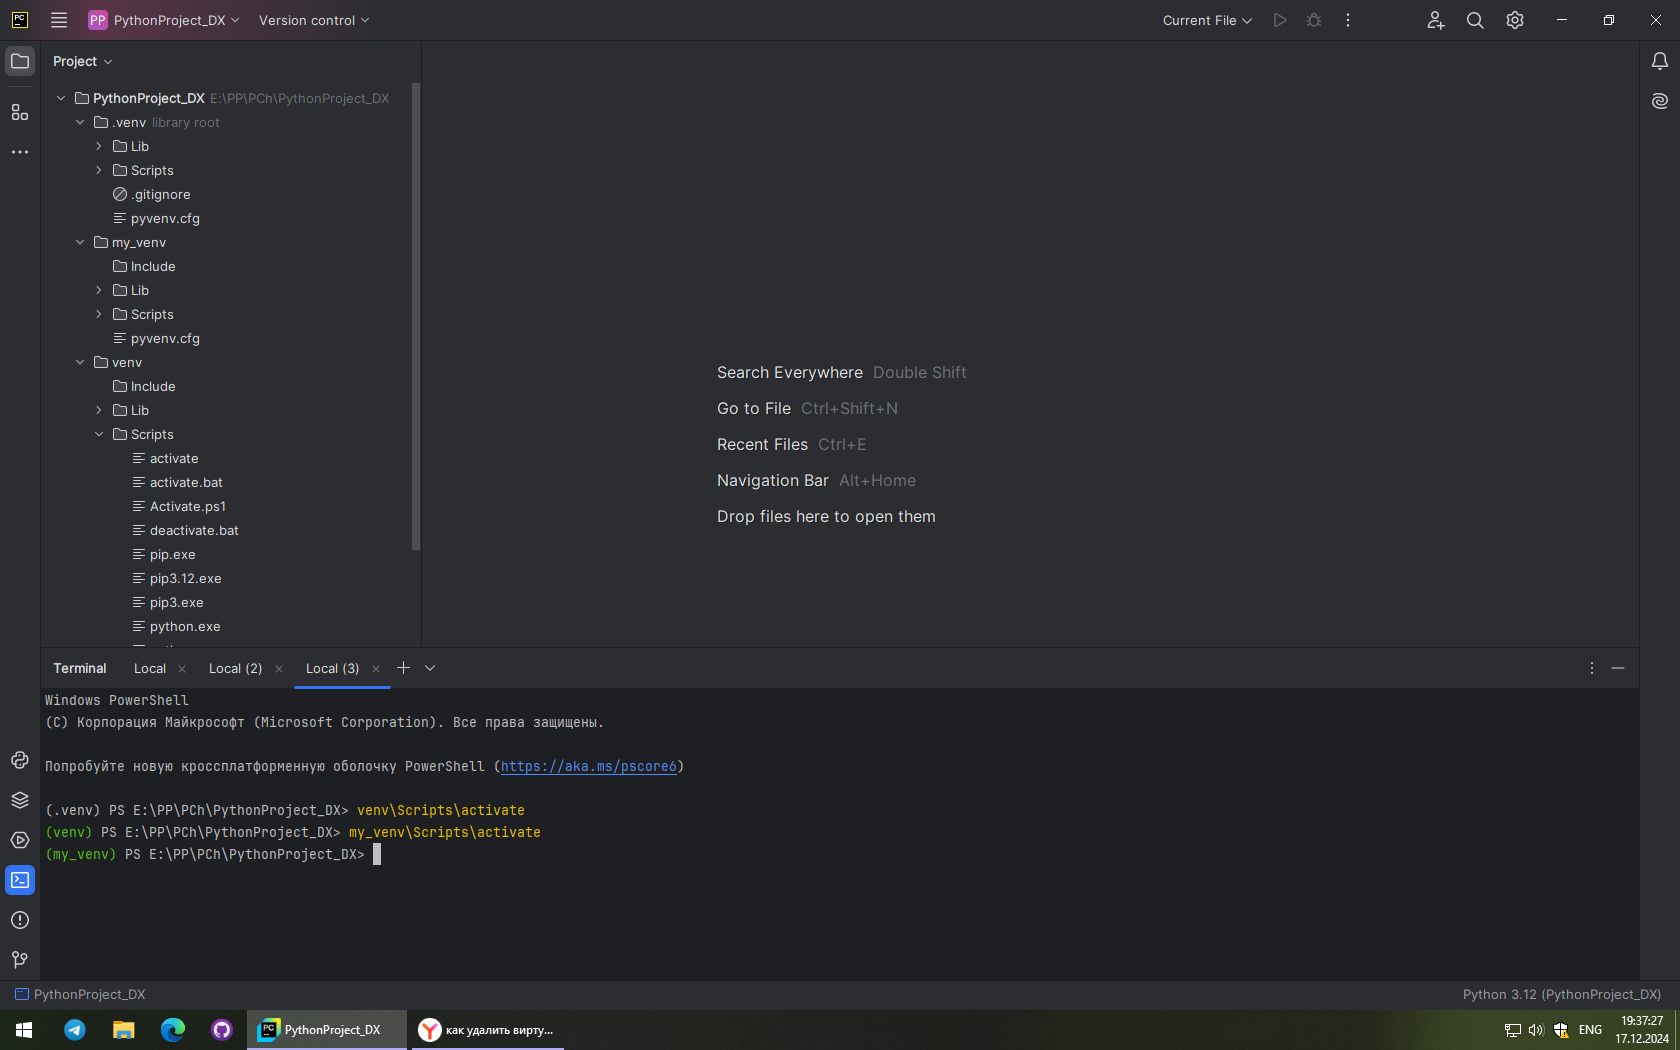 PC PP PythonProject_DX Version control Current File
Project
PythonProject_DX E:\PP\PCh\PythonProject_DX
.venv library root
Lib
Scripts
.gitignore
pyvenv.cfg
my_venv
Include
Lib
Scripts
pyvenv.cfg
venv
Include
Lib
Scripts
activate
activate.bat
Activate.ps1
deactivate.bat
pip.exe
pip3.12.exe
pip3.exe
python.exe
Search Everywhere Double Shift
Go to File Ctrl+Shift+N
Recent Files Ctrl+E
Navigation Bar Alt+Home
Drop files here to open them
Terminal Local Local (2) Local (3)
Windows PowerShell
(C) Корпорация Майкрософт (Microsoft Corporation). Все права защищены.
Попробуйте новую кроссплатформенную оболочку PowerShell (https://aka.ms/pscore6)
(.venv) PS E:\PP\PCh\PythonProject_DX> venv\Scripts\activate
(venv) PS E:\PP\PCh\PythonProject_DX> my_venv\Scripts\activate
(my_venv) PS E:\PP\PCh\PythonProject_DX>
PythonProject_DX Python 3.12 (PythonProject_DX)
PC PythonProject_DX как удалить вирту... ENG 19:37:27
17.12.2024